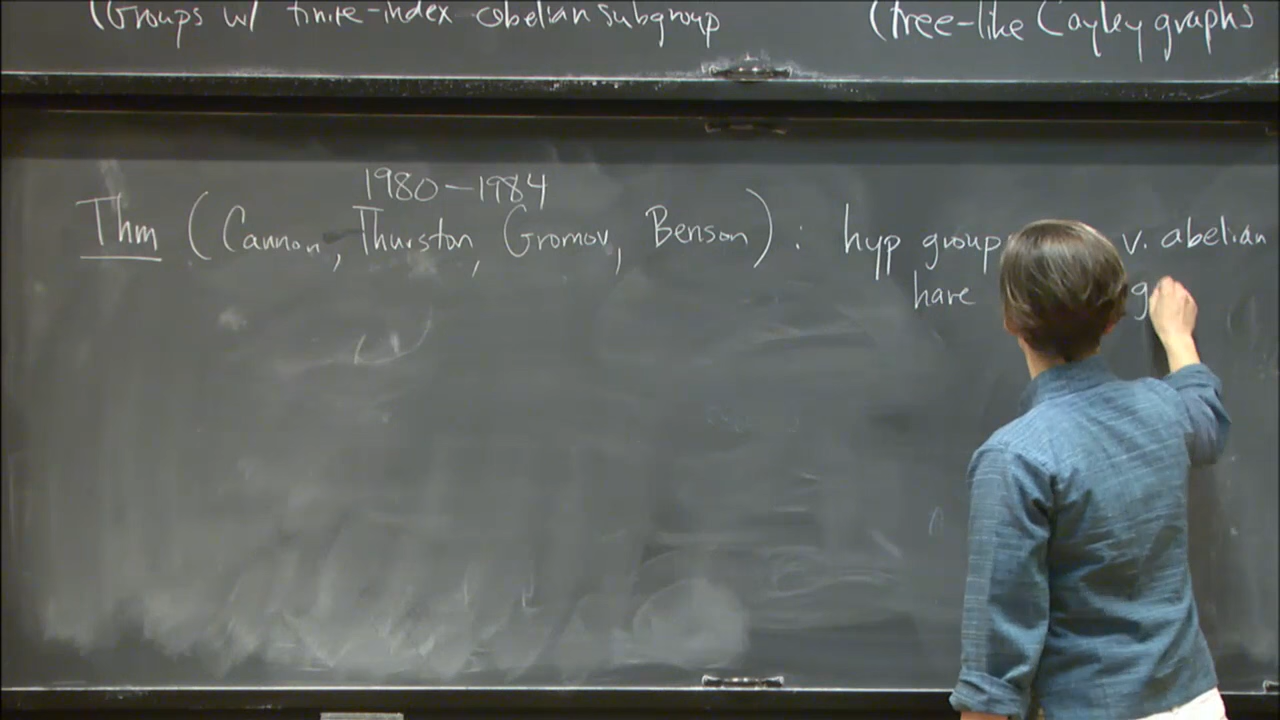 (Groups w/ finite-index abelian subgroup
(tree-like Cayley graphs
1980-1984
Thm (Cannon, Thurston, Gromov, Benson): hyp group v. abelian
have g